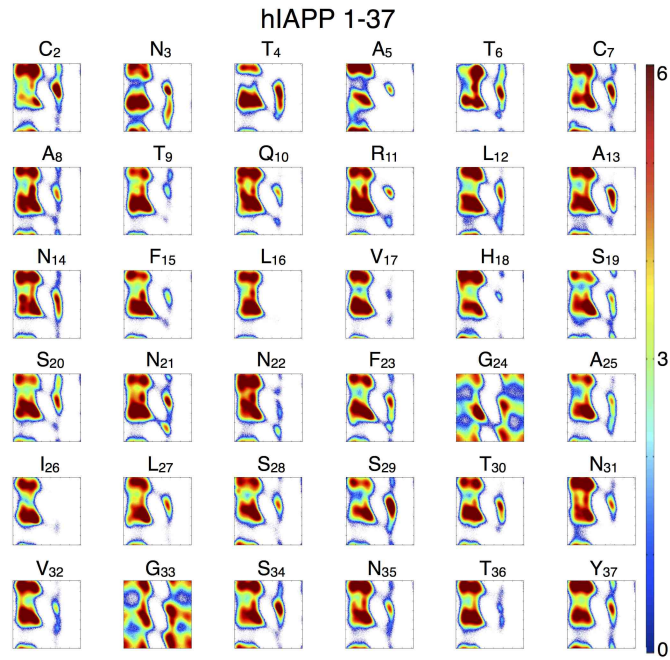 hIAPP 1-37
C2 N3 T4 A5 T6 C7
6
A8 T9 Q10 R11 L12 A13
N14 F15 L16 V17 H18 S19
S20 N21 N22 F23 G24 A25
3
I26 L27 S28 S29 T30 N31
V32 G33 S34 N35 T36 Y37
0